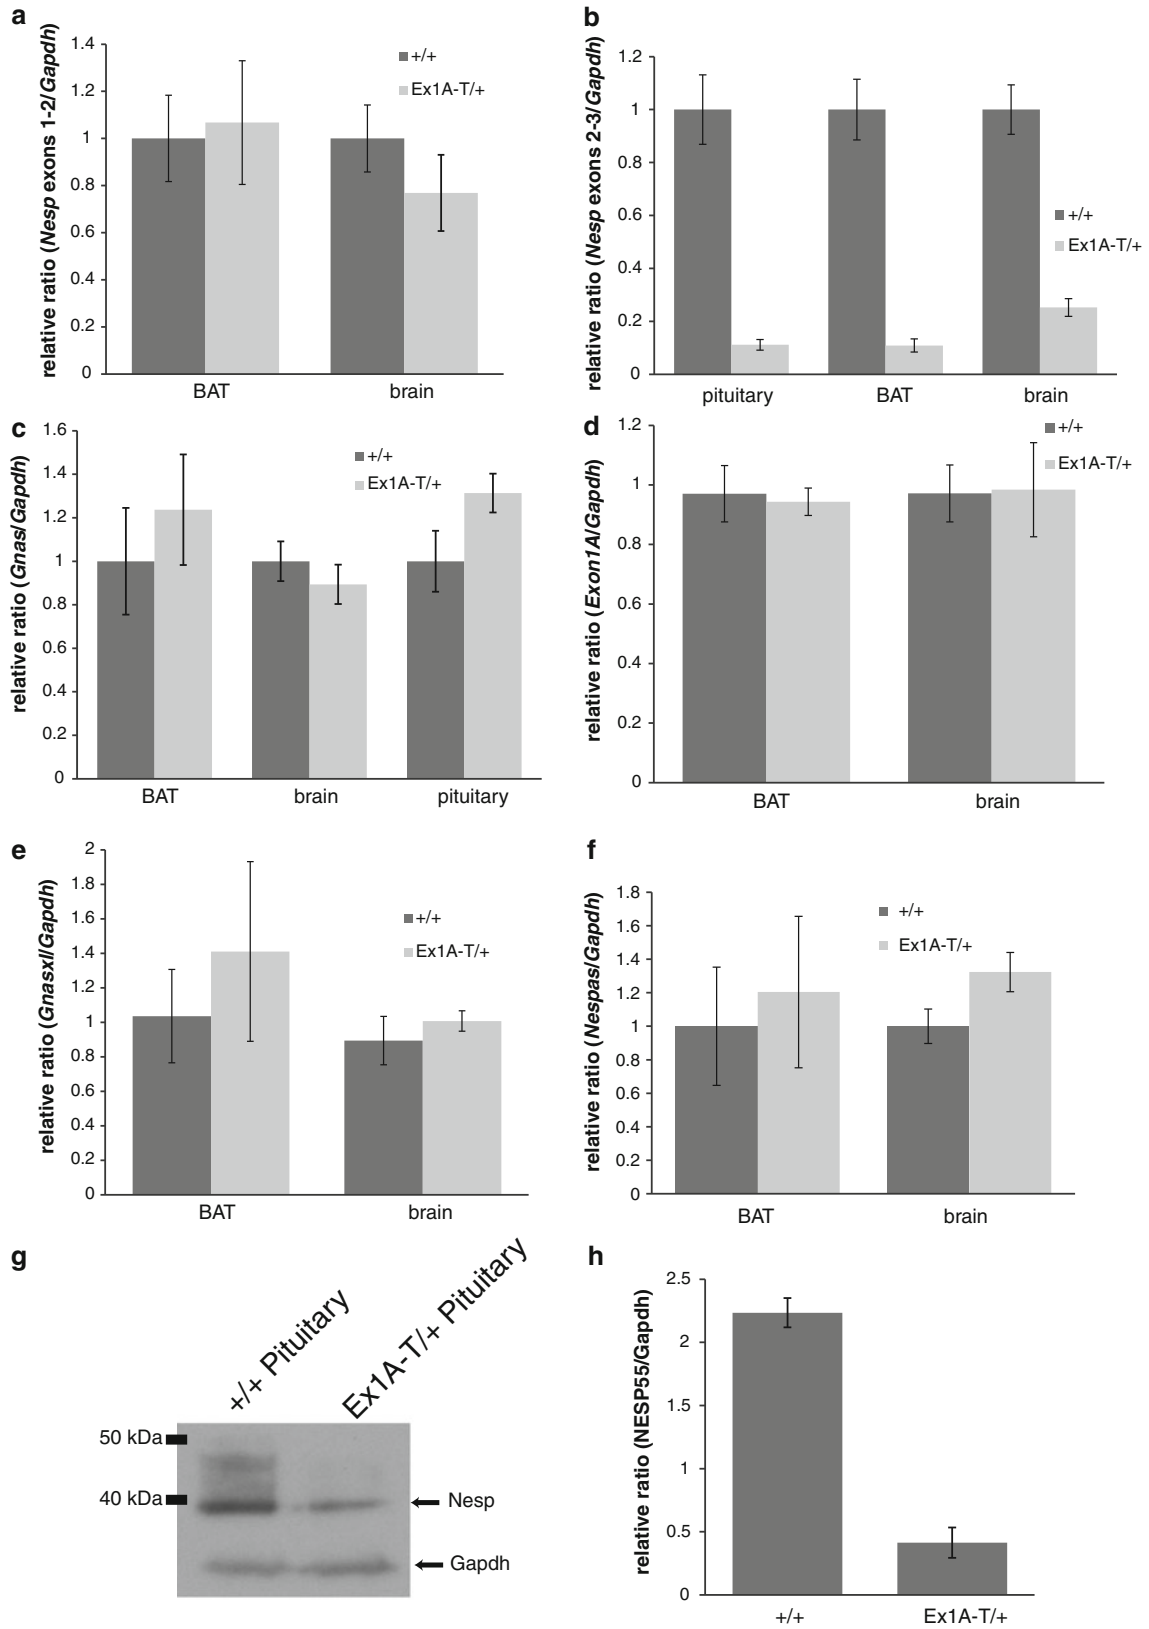 a
relative ratio (Nesp exons 1-2/Gapdh)
1.4
1.2
1
0.8
0.6
0.4
0.2
0
+/+
Ex1A-T/+
BAT
brain
b
relative ratio (Nesp exons 2-3/Gapdh)
1.2
1
0.8
0.6
0.4
0.2
0
+/+
Ex1A-T/+
pituitary
BAT
brain
c
relative ratio (Gnas/Gapdh)
1.6
1.4
1.2
1
0.8
0.6
0.4
0.2
0
+/+
Ex1A-T/+
BAT
brain
pituitary
d
relative ratio (Exon1A/Gapdh)
1.2
1
0.8
0.6
0.4
0.2
0
+/+
Ex1A-T/+
BAT
brain
e
relative ratio (Gnasxl/Gapdh)
2
1.8
1.6
1.4
1.2
1
0.8
0.6
0.4
0.2
0
+/+
Ex1A-T/+
BAT
brain
f
relative ratio (Nespas/Gapdh)
1.8
1.6
1.4
1.2
1
0.8
0.6
0.4
0.2
0
+/+
Ex1A-T/+
BAT
brain
g
+/+ Pituitary
Ex1A-T/+ Pituitary
50 kDa
40 kDa
Nesp
Gapdh
h
relative ratio (NESP55/Gapdh)
2.5
2
1.5
1
0.5
0
+/+
Ex1A-T/+